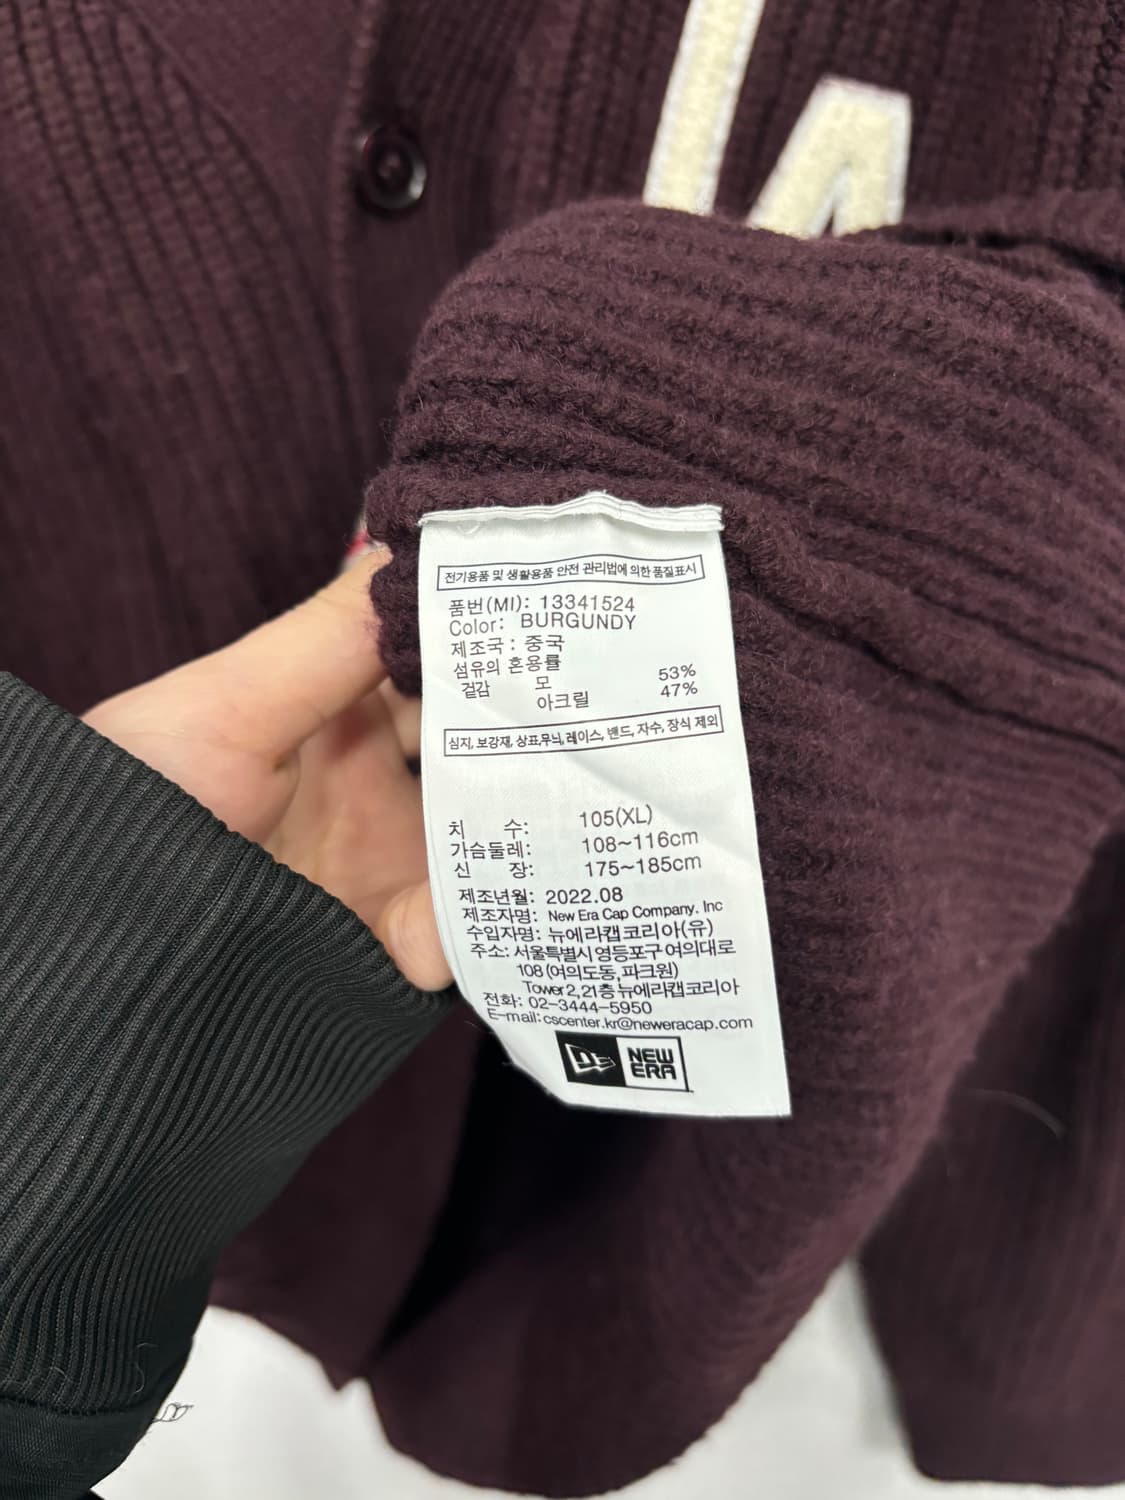 전기용품 및 생활용품 안전 관리법에 의한 품질표시
품번(MI): 13341524
Color: BURGUNDY
제조국 : 중국
섬유의 혼용률
겉감 모 53%
아크릴 47%
심지, 보강재, 상표,무늬, 레이스, 밴드, 자수, 장식 제외
치 수: 105(XL)
가슴둘레: 108~116cm
신 장: 175~185cm
제조년월: 2022.08
제조자명: New Era Cap Company. Inc
수입자명: 뉴에라캡코리아(유)
주소: 서울특별시 영등포구 여의대로
108 (여의도동, 파크원)
Tower 2, 21층 뉴에라캡코리아
전화: 02-3444-5950
E-mail: cscenter.kr@neweracap.com
NEW
ERA